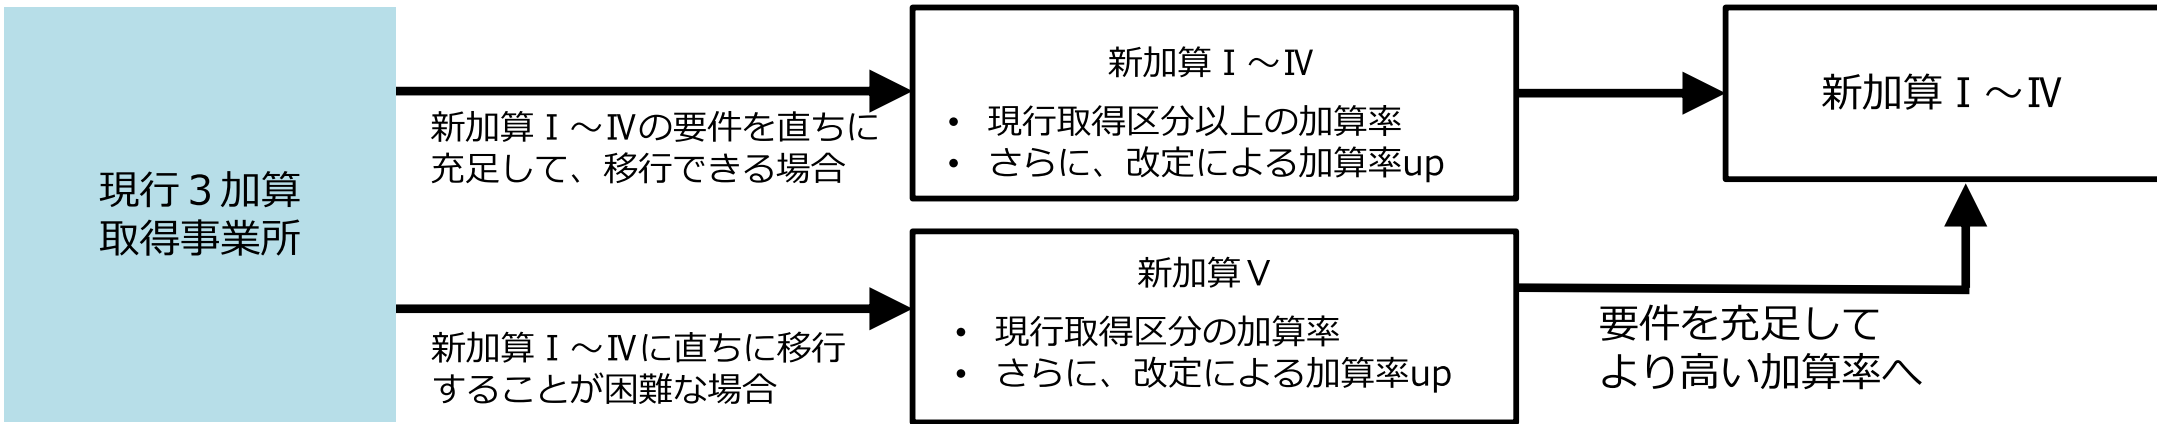 現行３加算
取得事業所
新加算Ⅰ～Ⅳの要件を直ちに
充足して、移行できる場合
新加算Ⅰ～Ⅳに直ちに移行
することが困難な場合
新加算Ⅰ～Ⅳ
• 現行取得区分以上の加算率
• さらに、改定による加算率up
新加算Ⅴ
• 現行取得区分の加算率
• さらに、改定による加算率up
新加算Ⅰ～Ⅳ
要件を充足して
より高い加算率へ